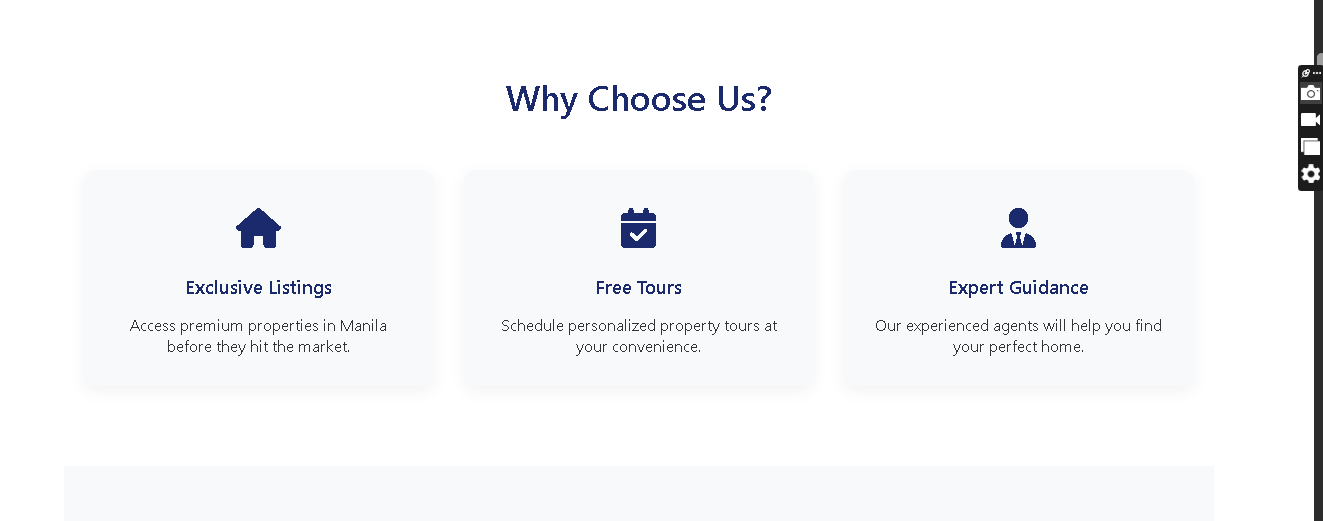 Why Choose Us?
Exclusive Listings
Access premium properties in Manila
before they hit the market.
Free Tours
Schedule personalized property tours at
your convenience.
Expert Guidance
Our experienced agents will help you find
your perfect home.